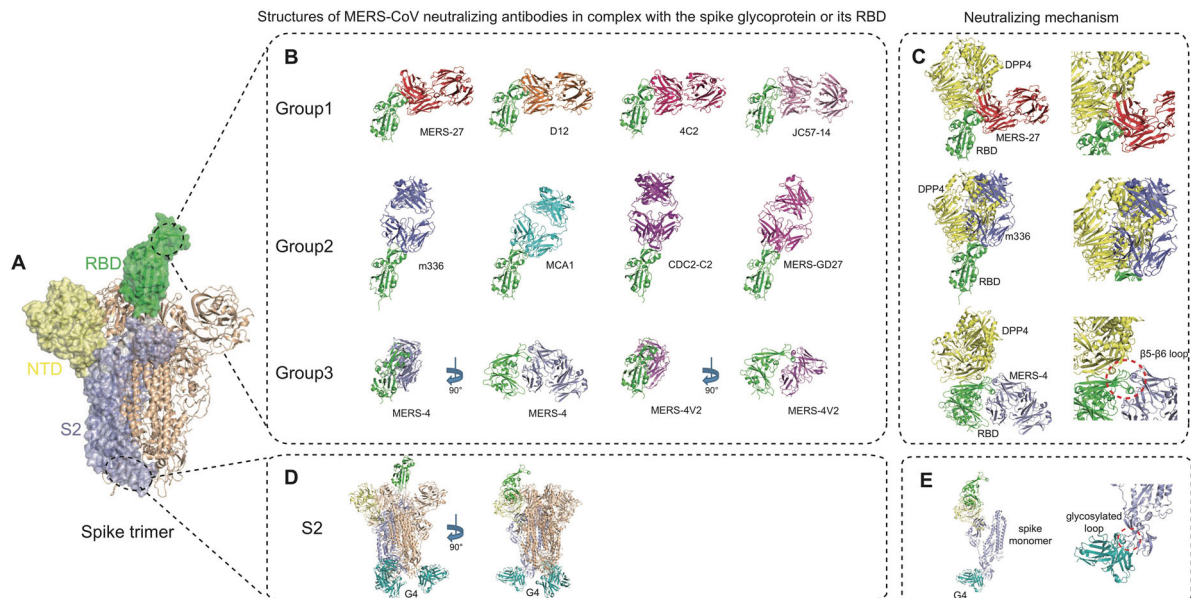 Structures of MERS-CoV neutralizing antibodies in complex with the spike glycoprotein or its RBD
Neutralizing mechanism
A
RBD
NTD
S2
Spike trimer
B
Group1
MERS-27
D12
4C2
JC57-14
Group2
m336
MCA1
CDC2-C2
MERS-GD27
Group3
90°
90°
MERS-4
MERS-4
MERS-4V2
MERS-4V2
C
DPP4
MERS-27
RBD
DPP4
m336
RBD
DPP4
β5-β6 loop
MERS-4
RBD
D
S2
90°
G4
G4
E
glycosylated
loop
spike
monomer
G4